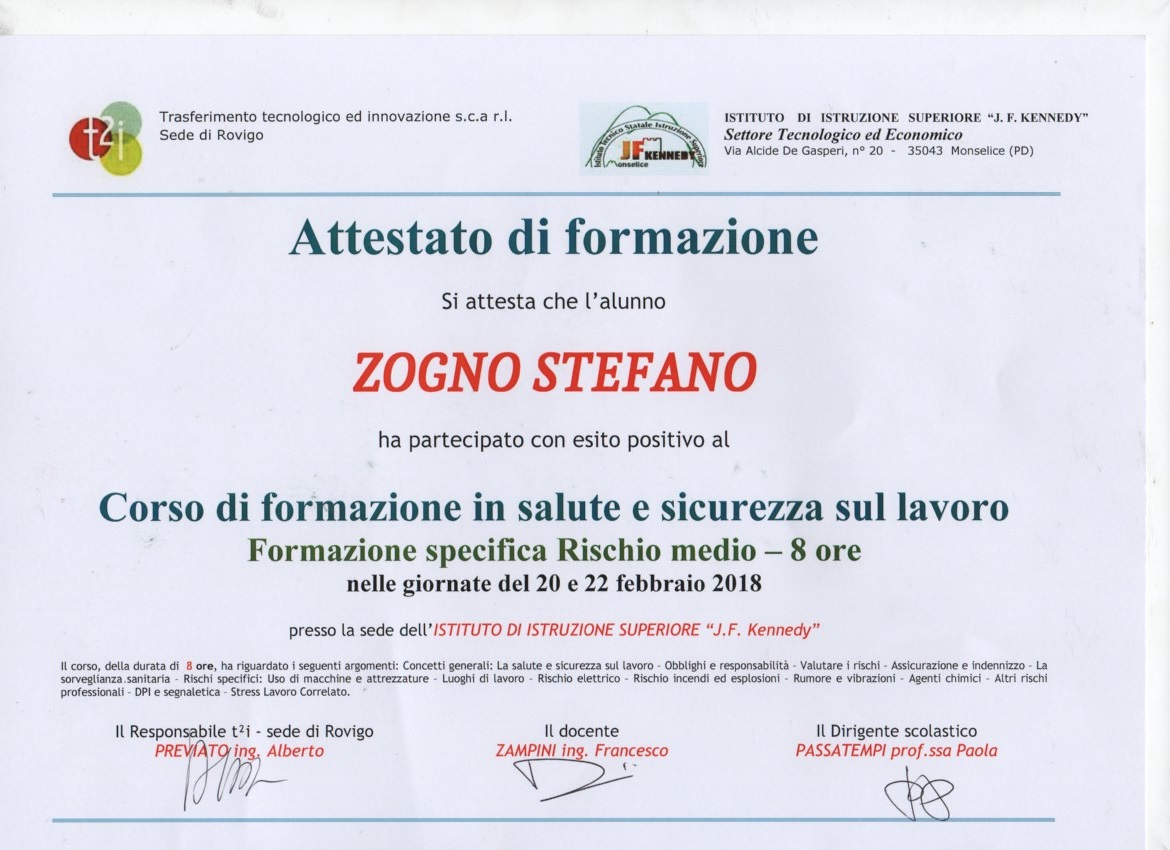 t2i
Trasferimento tecnologico ed innovazione s.c.a r.l.
Sede di Rovigo
Istituto Tecnico Statale Istruzione Superiore
JF KENNEDY
Monselice
ISTITUTO DI ISTRUZIONE SUPERIORE “J. F. KENNEDY”
Settore Tecnologico ed Economico
Via Alcide De Gasperi, n° 20 - 35043 Monselice (PD)
Attestato di formazione
Si attesta che l’alunno
ZOGNO STEFANO
ha partecipato con esito positivo al
Corso di formazione in salute e sicurezza sul lavoro
Formazione specifica Rischio medio – 8 ore
nelle giornate del 20 e 22 febbraio 2018
presso la sede dell’ISTITUTO DI ISTRUZIONE SUPERIORE “J.F. Kennedy”
Il corso, della durata di 8 ore, ha riguardato i seguenti argomenti: Concetti generali: La salute e sicurezza sul lavoro - Obblighi e responsabilità - Valutare i rischi - Assicurazione e indennizzo - La
sorveglianza sanitaria - Rischi specifici: Uso di macchine e attrezzature - Luoghi di lavoro - Rischio elettrico - Rischio incendi ed esplosioni - Rumore e vibrazioni - Agenti chimici - Altri rischi
professionali - DPI e segnaletica - Stress Lavoro Correlato.
Il Responsabile t²i - sede di Rovigo
PREVIATO ing. Alberto
Il docente
ZAMPINI ing. Francesco
Il Dirigente scolastico
PASSATEMPI prof.ssa Paola